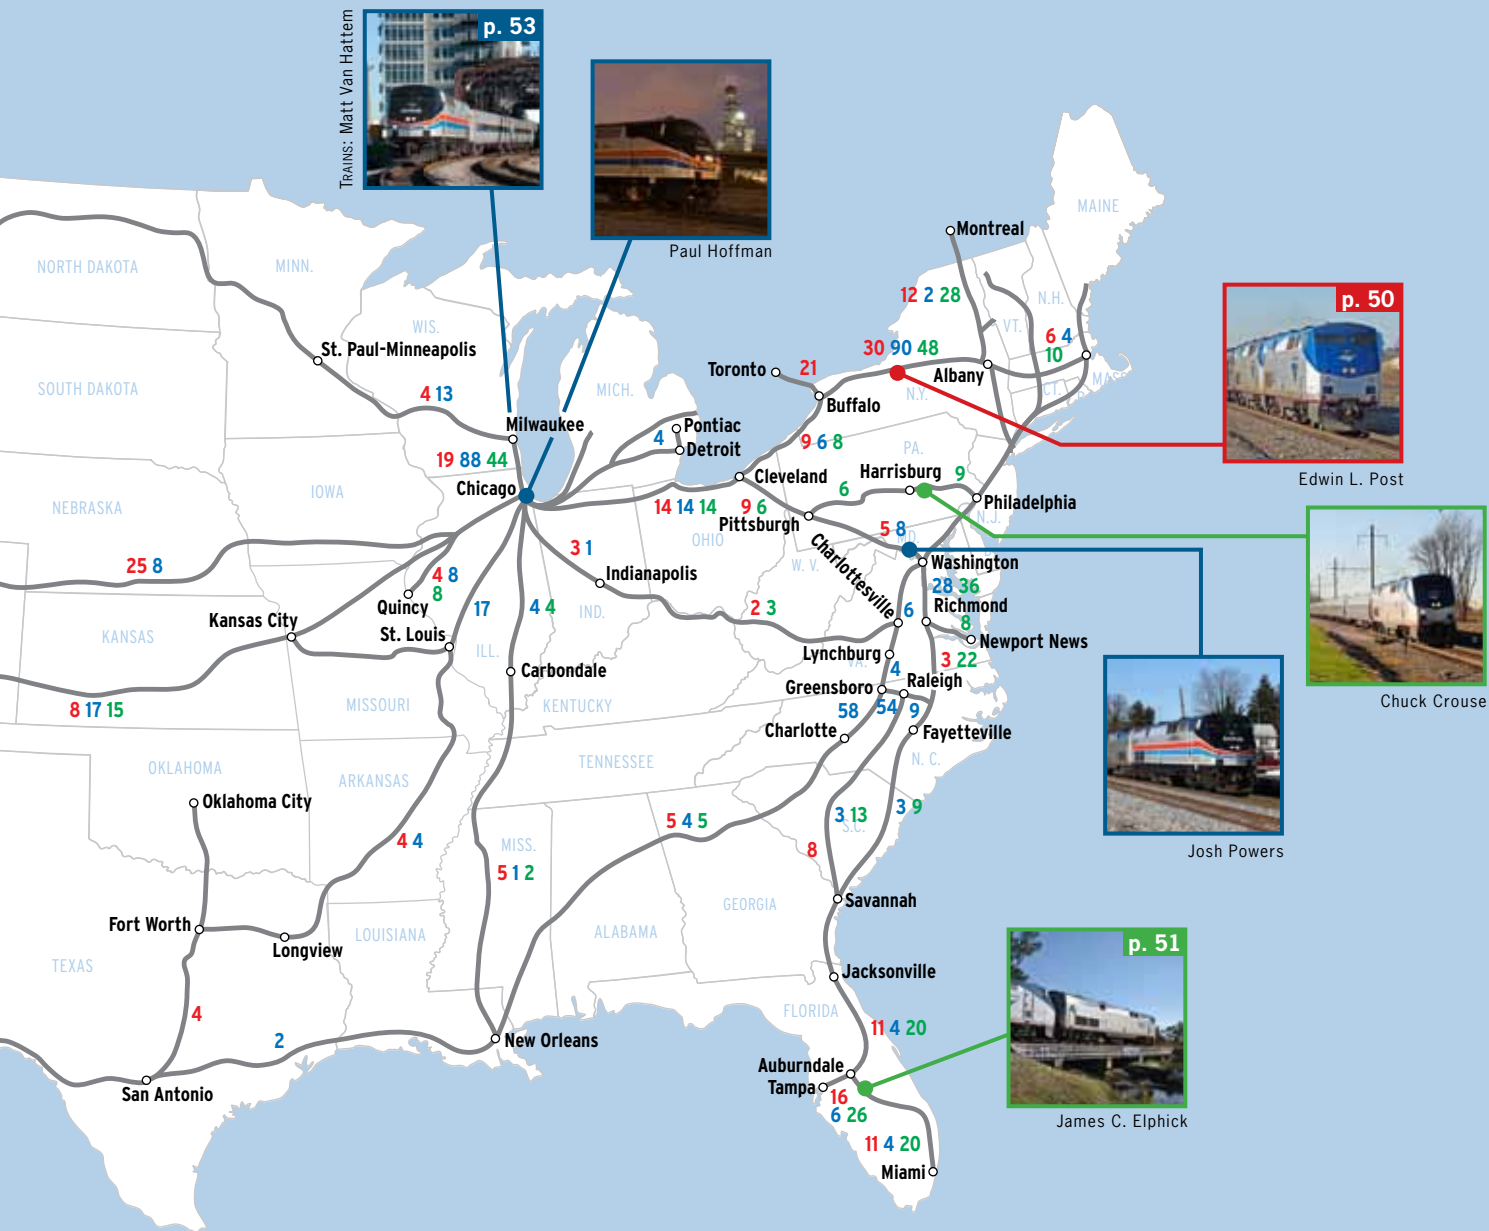 TRAINS: Matt Van Hattem
p. 53
Paul Hoffman
MAINE
Montreal
NORTH DAKOTA
MINN.
p. 50
12 2 28
N.H.
WIS.
VT.
6 4
10
St. Paul-Minneapolis
30 90 48
Toronto
21
Albany
MASS.
SOUTH DAKOTA
MICH.
CT.
N.Y.
4 13
Buffalo
Milwaukee
Pontiac
4
Detroit
9 6 8
PA.
19 88 44
Harrisburg
9
Cleveland
Edwin L. Post
Chicago
6
IOWA
Philadelphia
NEBRASKA
14 14 14
9 6
N.J.
Pittsburgh
5 8
OHIO
MD.
3 1
Charlottesville
W. V.
Washington
25 8
Indianapolis
4 8
8
28 36
Quincy
17
4 4
IND.
2 3
6
Richmond
8
Kansas City
KANSAS
St. Louis
Newport News
ILL.
Lynchburg
VA.
3 22
Carbondale
4
Greensboro
Raleigh
Chuck Crouse
8 17 15
MISSOURI
KENTUCKY
58
54
9
Charlotte
Fayetteville
OKLAHOMA
TENNESSEE
N. C.
ARKANSAS
Oklahoma City
3 13
3 9
S.C.
5 4 5
4 4
MISS.
8
Josh Powers
5 1 2
GEORGIA
Savannah
Fort Worth
LOUISIANA
ALABAMA
Longview
p. 51
TEXAS
Jacksonville
FLORIDA
4
11 4 20
2
New Orleans
Auburndale
San Antonio
Tampa
16
6 26
James C. Elphick
11 4 20
Miami